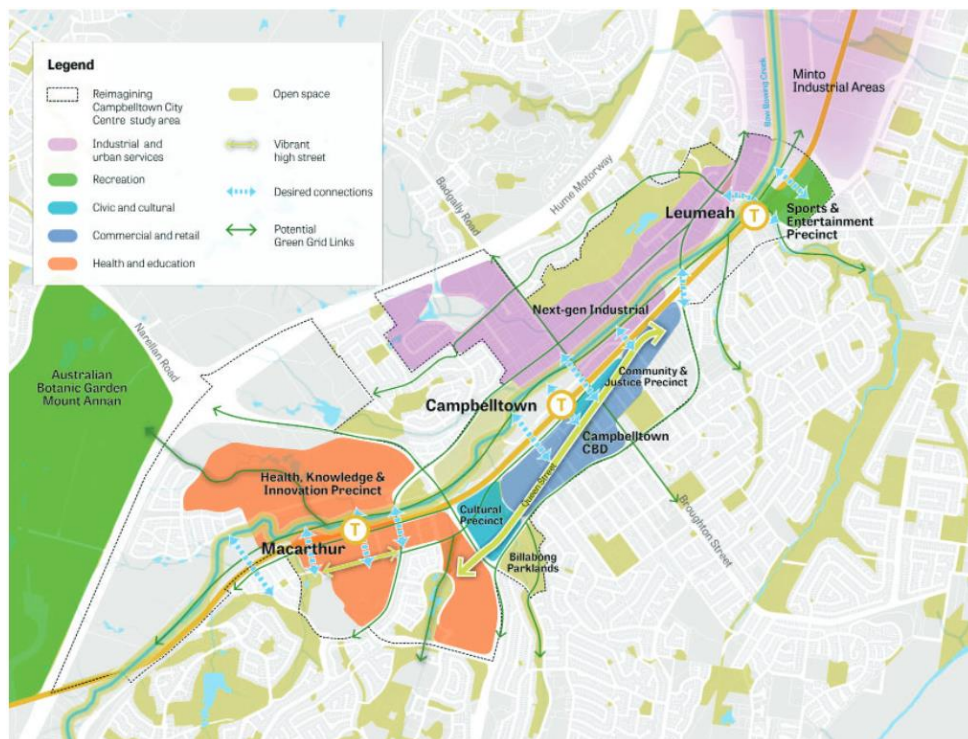 Legend
Reimagining
Campbelltown City
Centre study area
Industrial and
urban services
Recreation
Civic and cultural
Commercial and retail
Health and education
Open space
Vibrant
high street
Desired connections
Potential
Green Grid Links
Minto
Industrial Areas
Bow Bowing Creek
Hume Motorway
Badgally Road
Leumeah
T
Sports &
Entertainment
Precinct
Narellan Road
Next-gen Industrial
Australian
Botanic Garden
Mount Annan
Community &
Justice Precinct
Campbelltown
T
Campbelltown
CBD
Queen Street
Health, Knowledge &
Innovation Precinct
Cultural
Precinct
Broughton Street
T
Macarthur
Billabong
Parklands